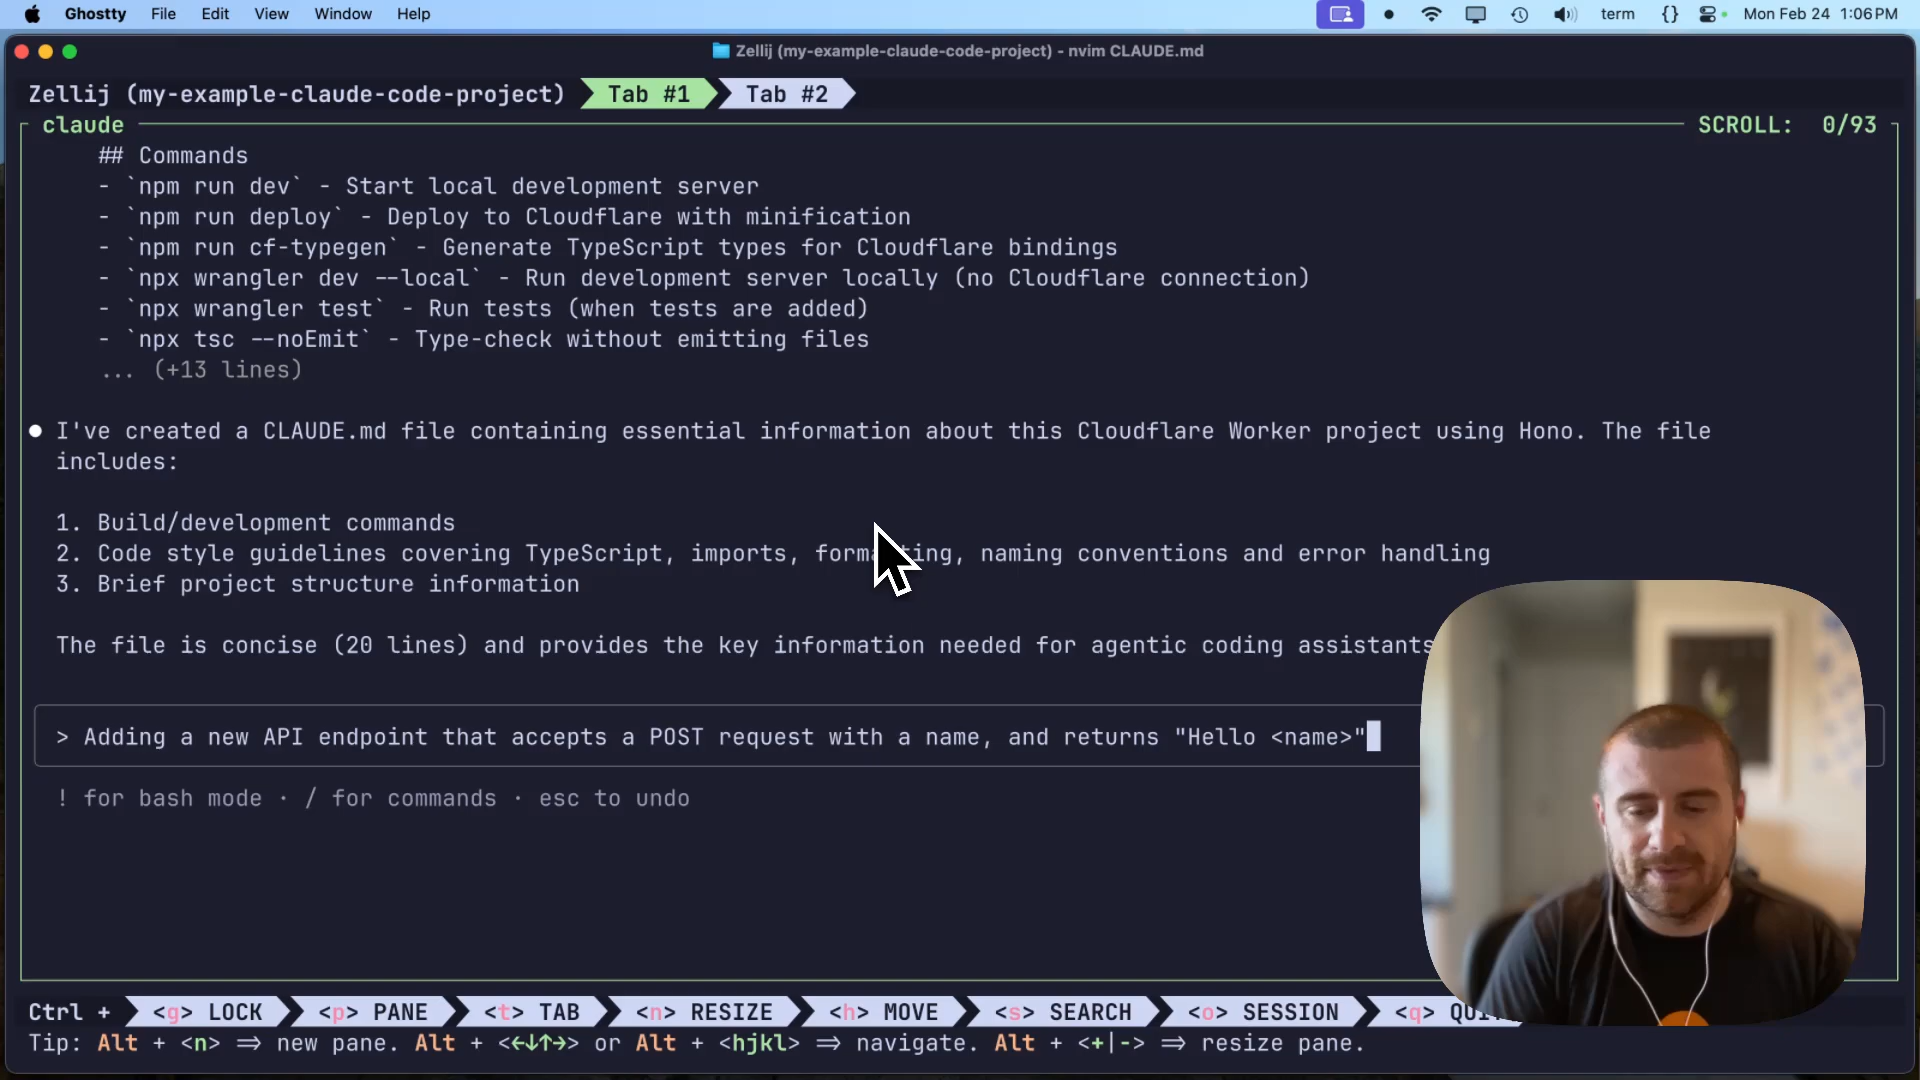 Ghostty File Edit View Window Help term {} Mon Feb 24 1:06 PM
Zellij (my-example-claude-code-project) - nvim CLAUDE.md
Zellij (my-example-claude-code-project) Tab #1 Tab #2
claude SCROLL: 0/93
## Commands
- `npm run dev` - Start local development server
- `npm run deploy` - Deploy to Cloudflare with minification
- `npm run cf-typegen` - Generate TypeScript types for Cloudflare bindings
- `npx wrangler dev --local` - Run development server locally (no Cloudflare connection)
- `npx wrangler test` - Run tests (when tests are added)
- `npx tsc --noEmit` - Type-check without emitting files
... (+13 lines)
● I've created a CLAUDE.md file containing essential information about this Cloudflare Worker project using Hono. The file
includes:
1. Build/development commands
2. Code style guidelines covering TypeScript, imports, formatting, naming conventions and error handling
3. Brief project structure information
The file is concise (20 lines) and provides the key information needed for agentic coding assistants
> Adding a new API endpoint that accepts a POST request with a name, and returns "Hello <name>"
! for bash mode · / for commands · esc to undo
Ctrl + <g> LOCK <p> PANE <t> TAB <n> RESIZE <h> MOVE <s> SEARCH <o> SESSION <q>
Tip: Alt + <n> => new pane. Alt + <←↓↑→> or Alt + <hjkl> => navigate. Alt + <+|-> => resize pane.